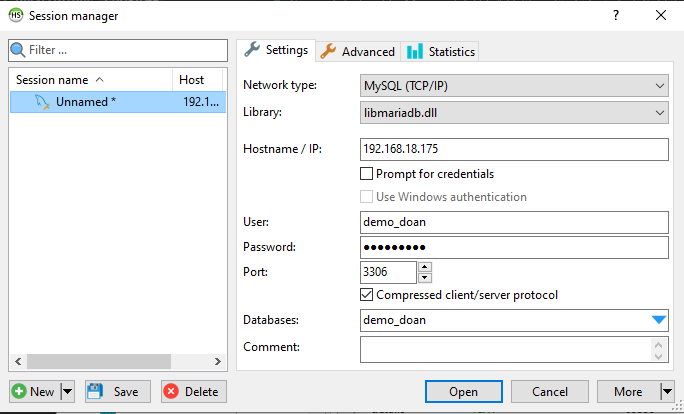 HS Session manager
Filter ...
Session name Host
Unnamed * 192.1...
Settings Advanced Statistics
Network type: MySQL (TCP/IP)
Library: libmariadb.dll
Hostname / IP: 192.168.18.175
Prompt for credentials
Use Windows authentication
User: demo_doan
Password: ●●●●●●●●●
Port: 3306
Compressed client/server protocol
Databases: demo_doan
Comment:
New Save Delete Open Cancel More